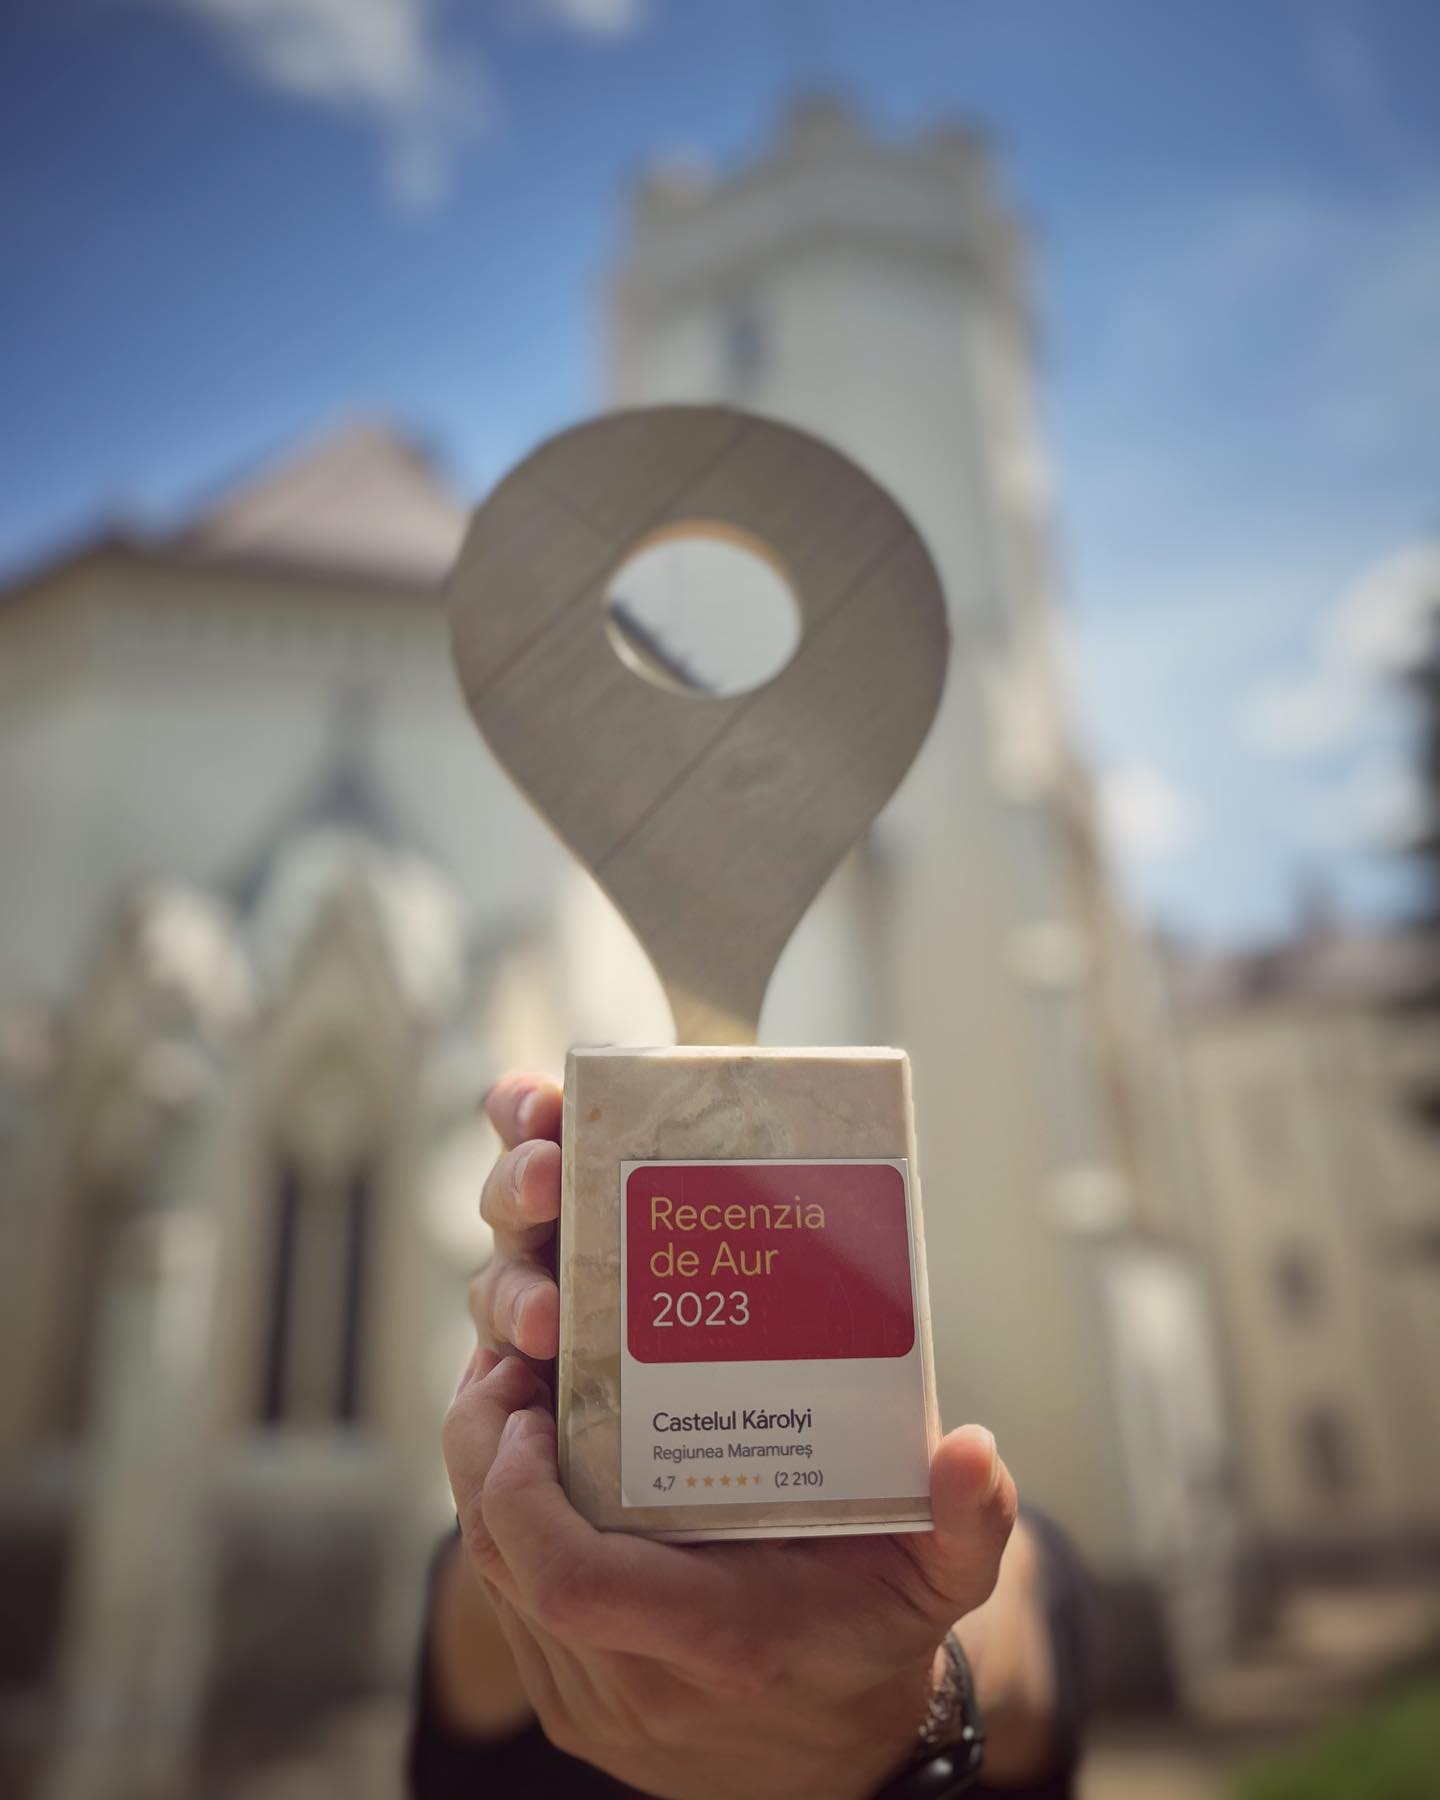 Recenzia
de Aur
2023
Castelul Károlyi
Regiunea Maramureș
4,7 ★★★★★ (2 210)